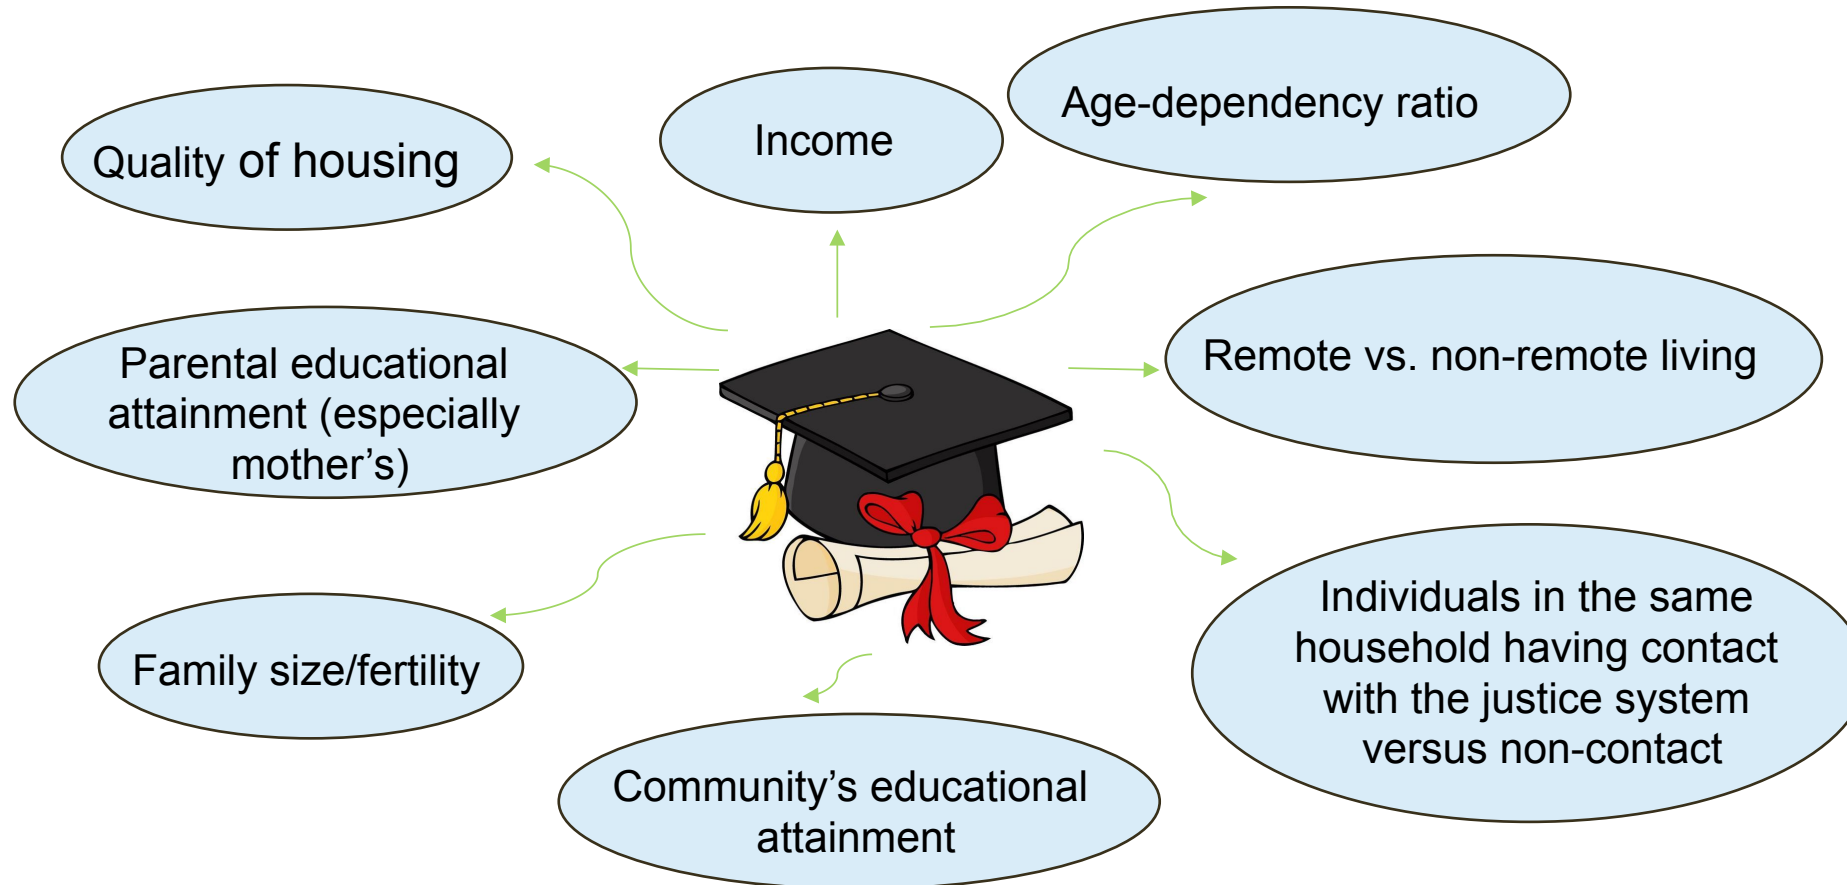 Quality of housing
Income
Age-dependency ratio
Parental educational
attainment (especially
mother’s)
Remote vs. non-remote living
Family size/fertility
Individuals in the same
household having contact
with the justice system
versus non-contact
Community’s educational
attainment